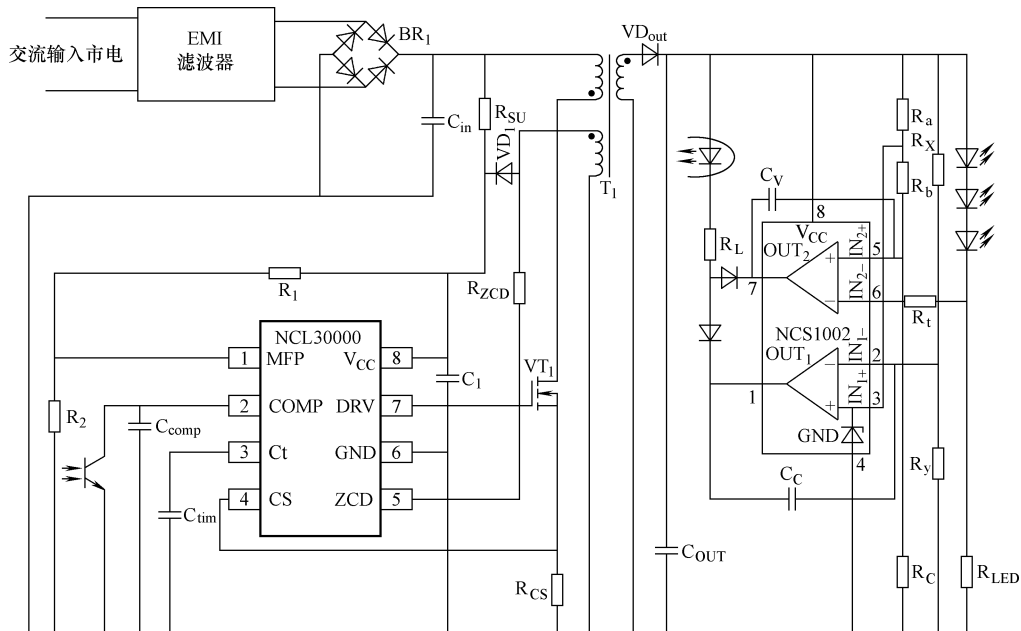 交流输入市电
EMI
滤波器
BR1
Cin
RSU
VD1
T1
VDout
Ra
RX
Rb
CV
8
VCC
RL
OUT2
IN2+
5
7
IN2−
6
Rt
NCS1002
OUT1
IN1−
2
1
IN1+
3
GND
4
CC
Ry
RC
RLED
COUT
R1
RZCD
NCL30000
1
MFP
VCC
8
C1
VT1
R2
2
COMP
DRV
7
Ccomp
3
Ct
GND
6
4
CS
ZCD
5
Ctim
RCS